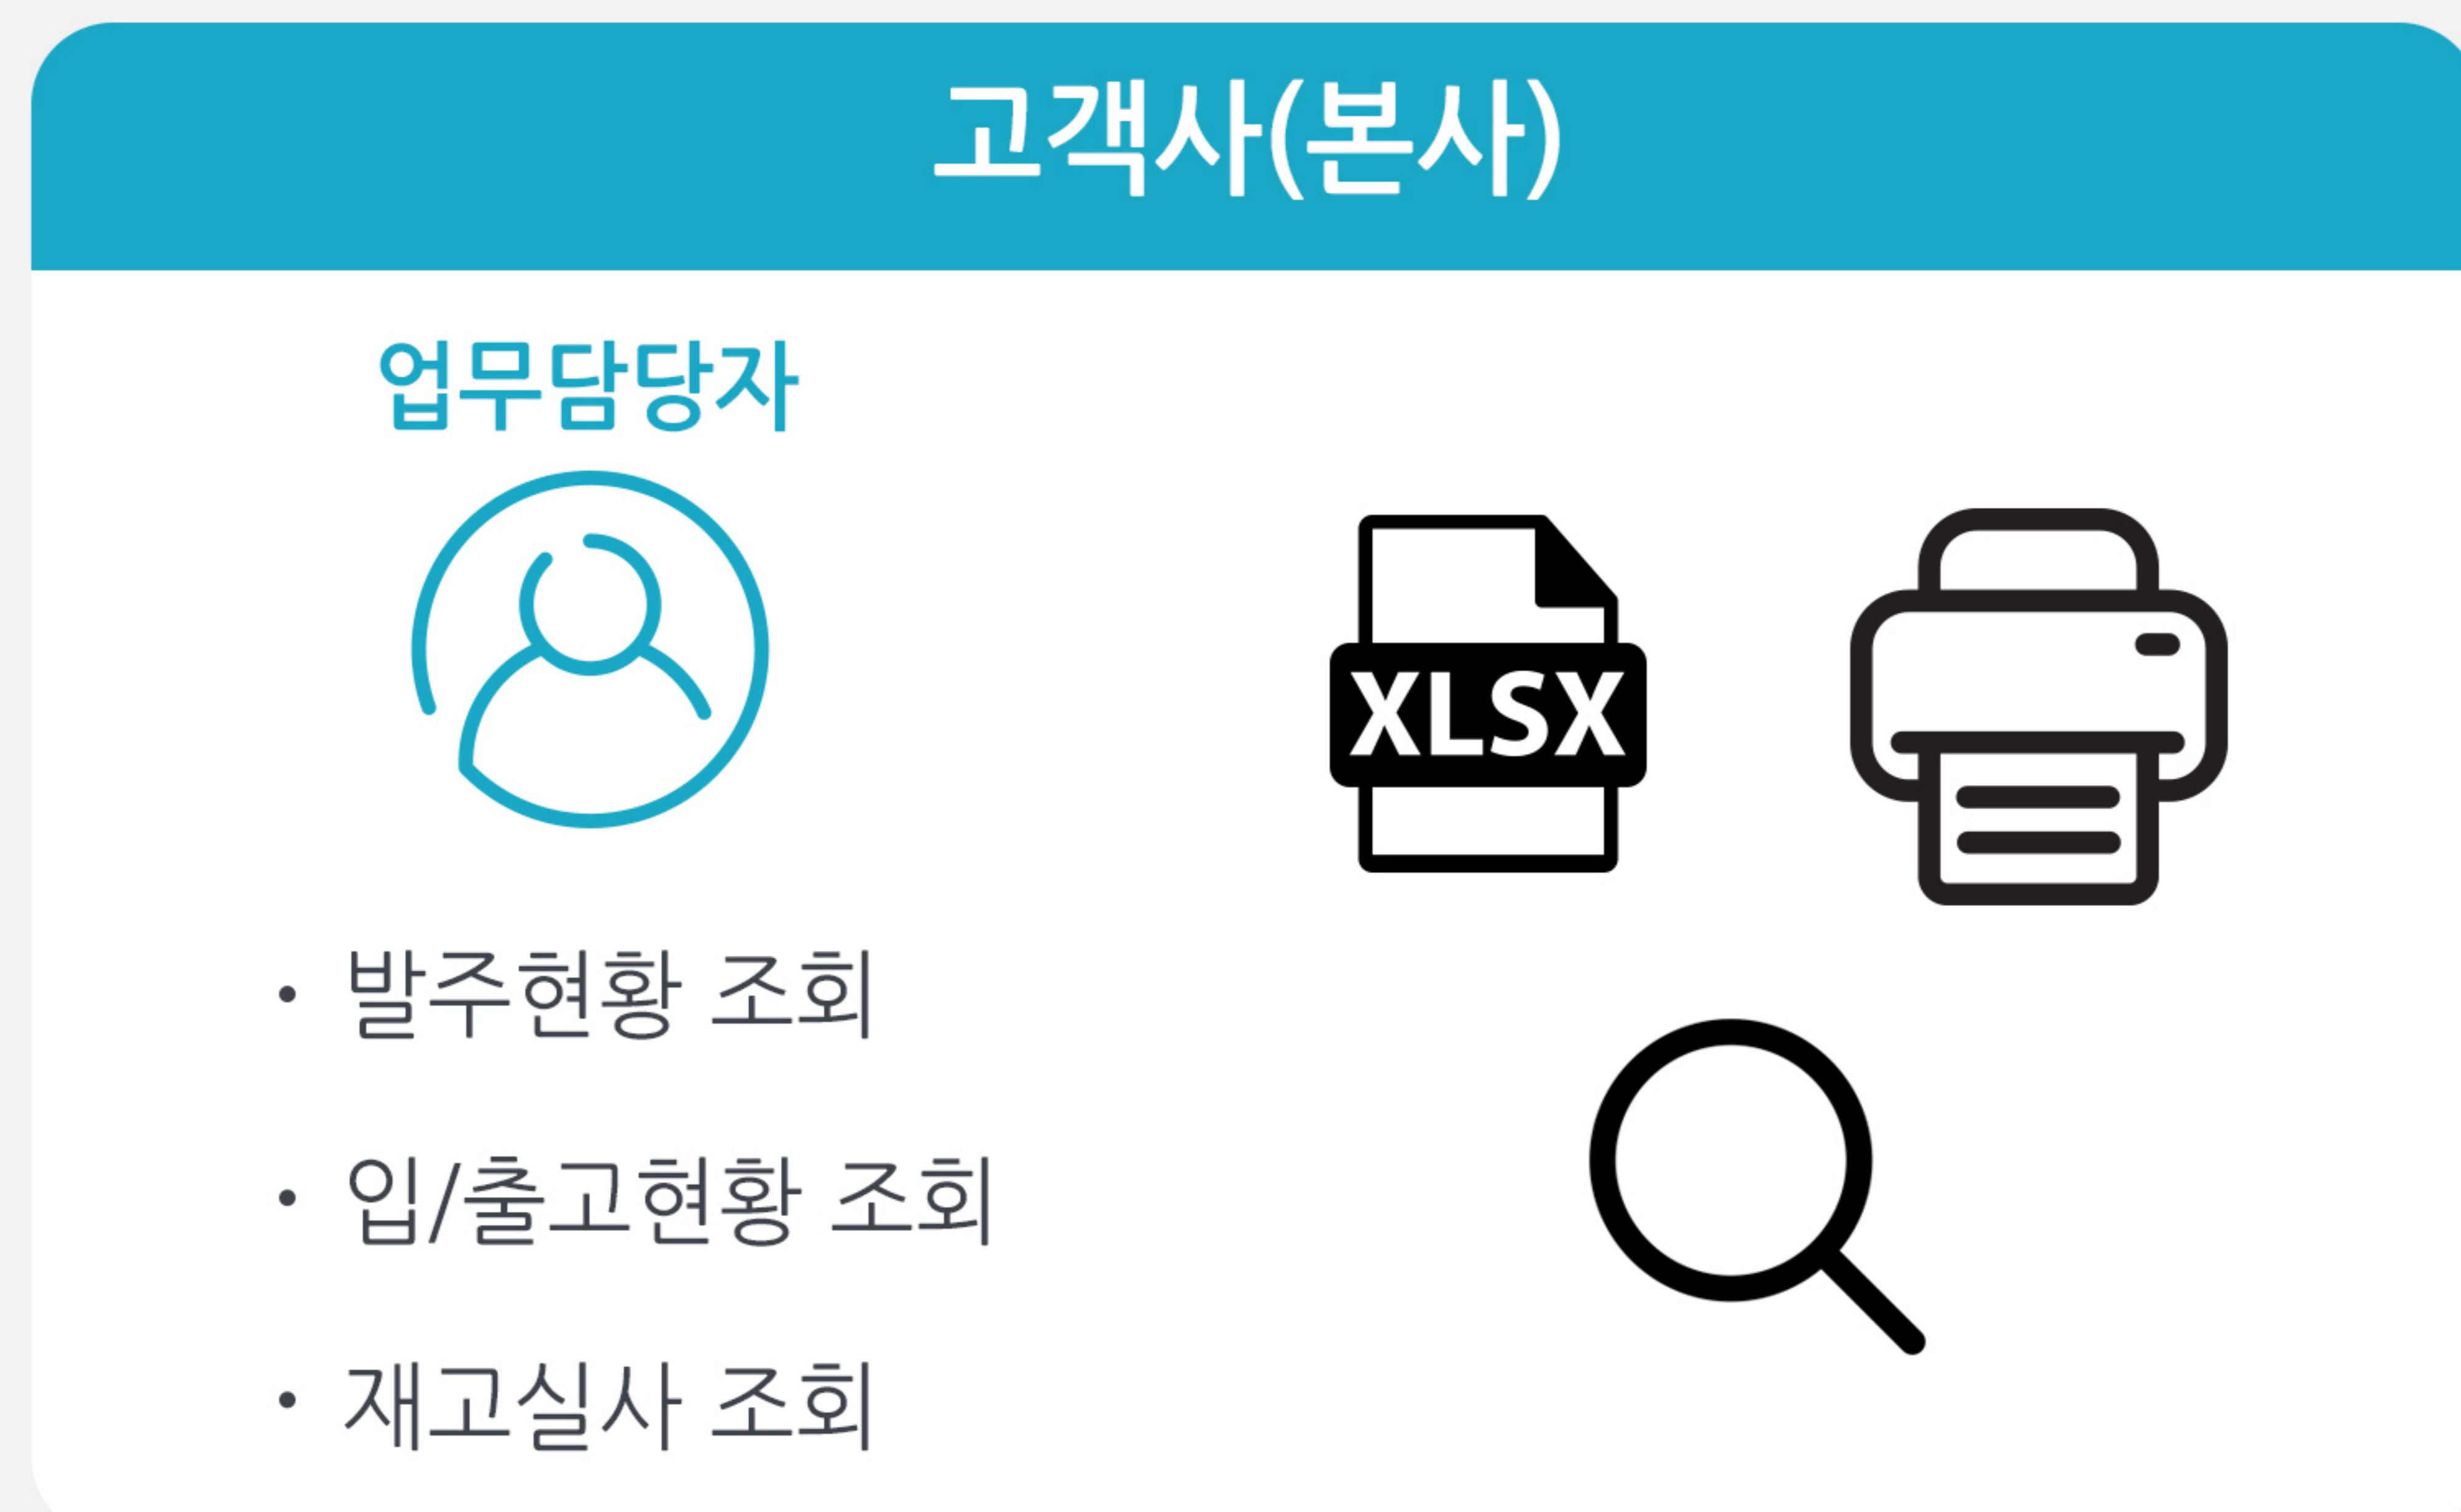 고객사(본사)
업무담당자
XLSX
• 발주현황 조회
• 입/출고현황 조회
• 재고실사 조회